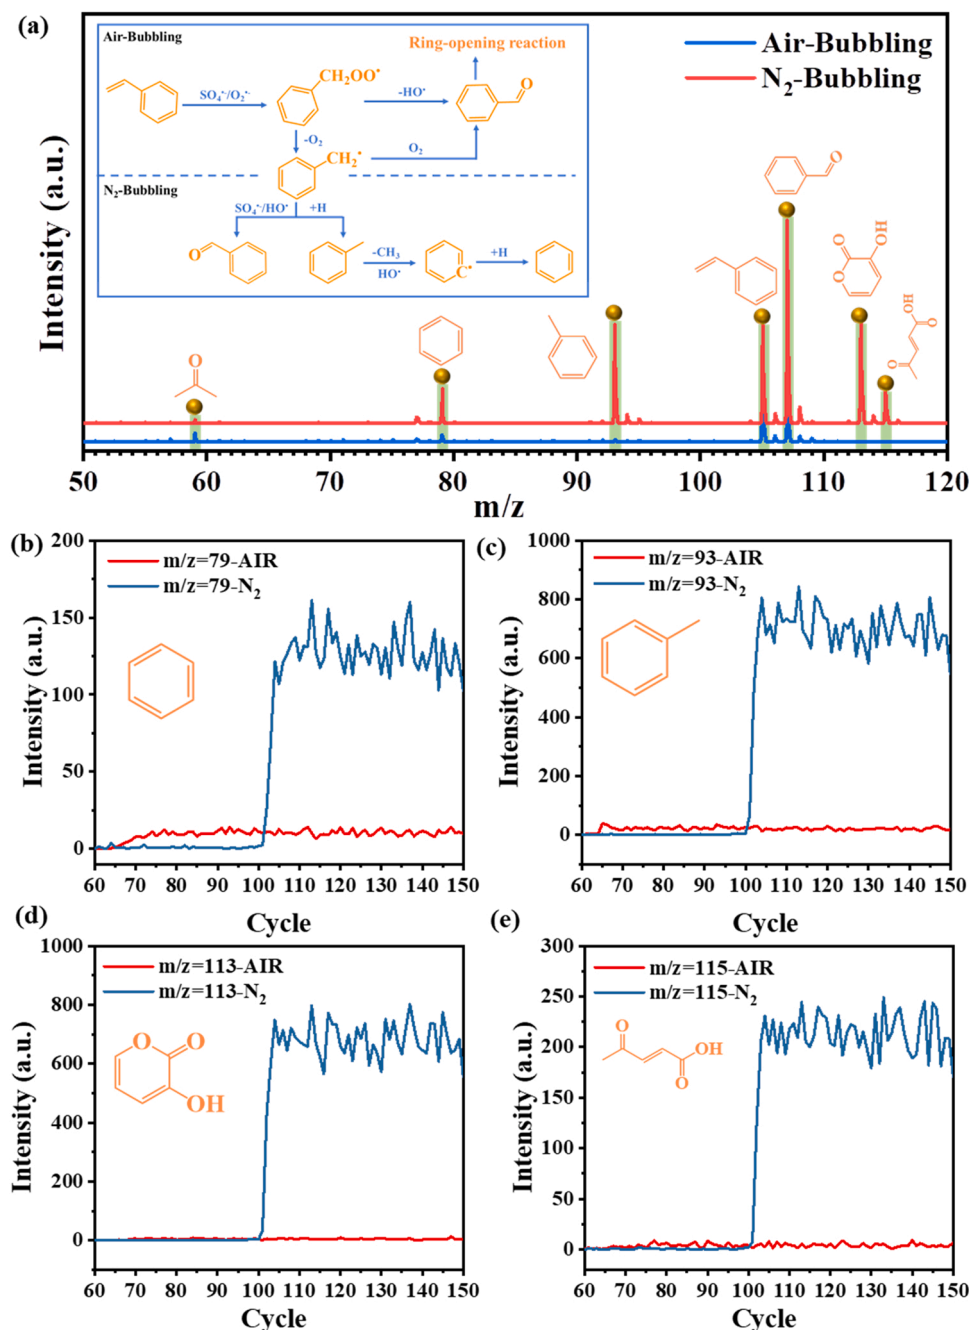 (a)
Air-Bubbling
Ring-opening reaction
Air-Bubbling
N₂-Bubbling
CH₂OO•
SO₄•⁻/O₂•⁻
-HO•
O
-O₂
CH₂•
O₂
N₂-Bubbling
SO₄•⁻/HO• +H
O
-CH₃
HO•
C•
+H
O
O
OH
O
OH
O
O
O
Intensity (a.u.)
50 60 70 80 90 100 110 120
m/z
(b)
200
150
100
50
0
m/z=79-AIR
m/z=79-N₂
Intensity (a.u.)
60 70 80 90 100 110 120 130 140 150
Cycle
(c)
1000
800
600
400
200
0
m/z=93-AIR
m/z=93-N₂
Intensity (a.u.)
60 70 80 90 100 110 120 130 140 150
Cycle
(d)
1000
800
600
400
200
0
m/z=113-AIR
m/z=113-N₂
O
O
OH
Intensity (a.u.)
60 70 80 90 100 110 120 130 140 150
Cycle
(e)
300
250
200
150
100
50
0
m/z=115-AIR
m/z=115-N₂
O
OH
O
Intensity (a.u.)
60 70 80 90 100 110 120 130 140 150
Cycle